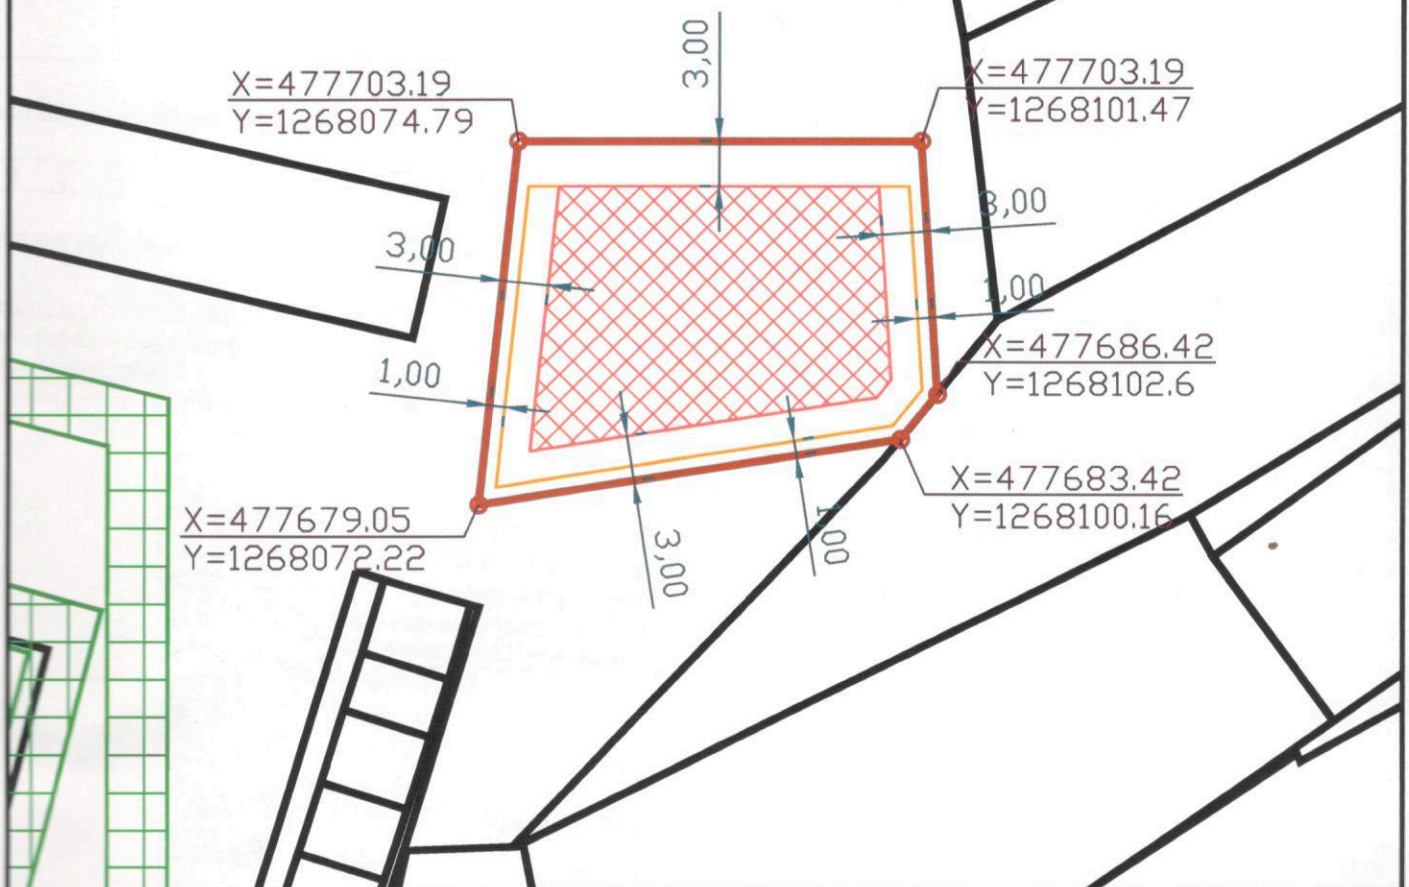 3,00
X=477703.19
Y=1268074.79
X=477703.19
Y=1268101.47
3,00
3,00
1,00
X=477686.42
Y=1268102.6
1,00
X=477683.42
Y=1268100.16
X=477679.05
Y=1268072.22
3,00
1,00